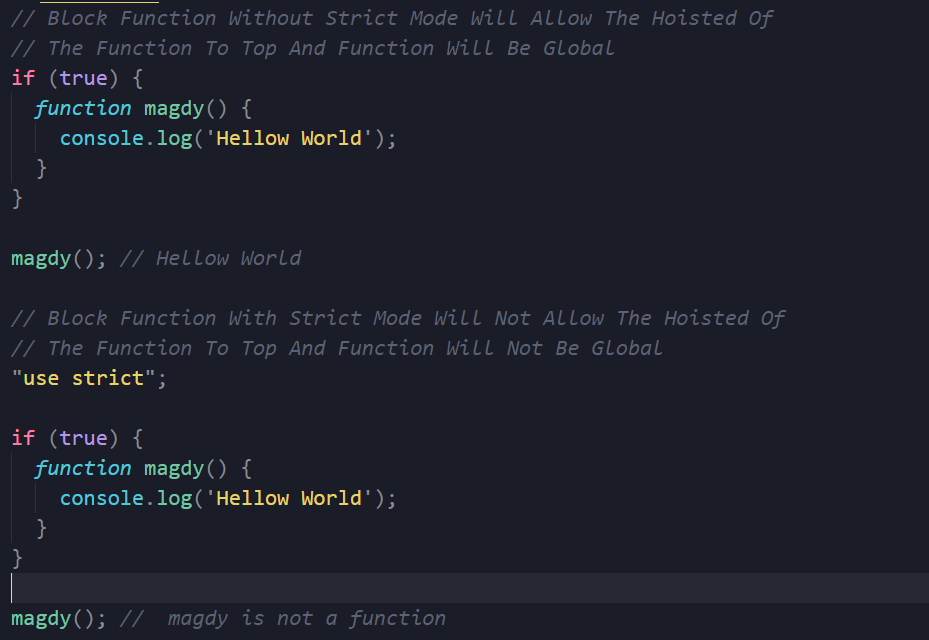 // Block Function Without Strict Mode Will Allow The Hoisted Of
// The Function To Top And Function Will Be Global
if (true) {
  function magdy() {
    console.log('Hellow World');
  }
}
magdy(); // Hellow World
// Block Function With Strict Mode Will Not Allow The Hoisted Of
// The Function To Top And Function Will Not Be Global
"use strict";
if (true) {
  function magdy() {
    console.log('Hellow World');
  }
}
magdy(); //  magdy is not a function